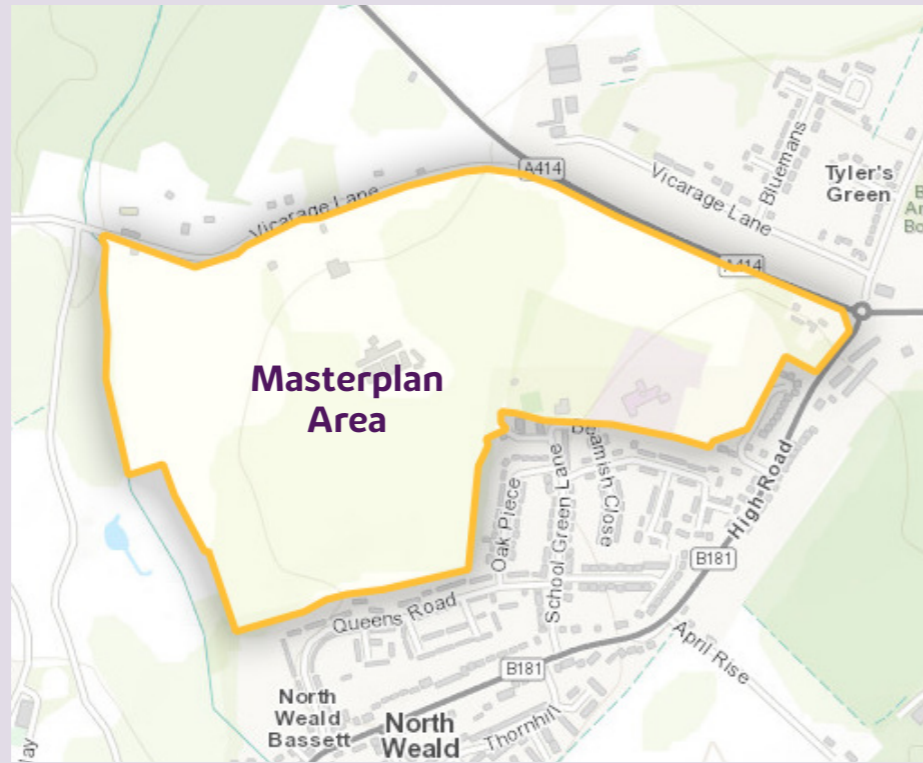 A414
Vicarage Lane
Vicarage Lane
Bluemans
Tyler's
Green
A414
Masterplan
Area
Beamish Close
High Road
Oak Piece
School Green Lane
B181
Queens Road
B181
April Rise
North
Weald
Bassett
North
Weald
Thornhill